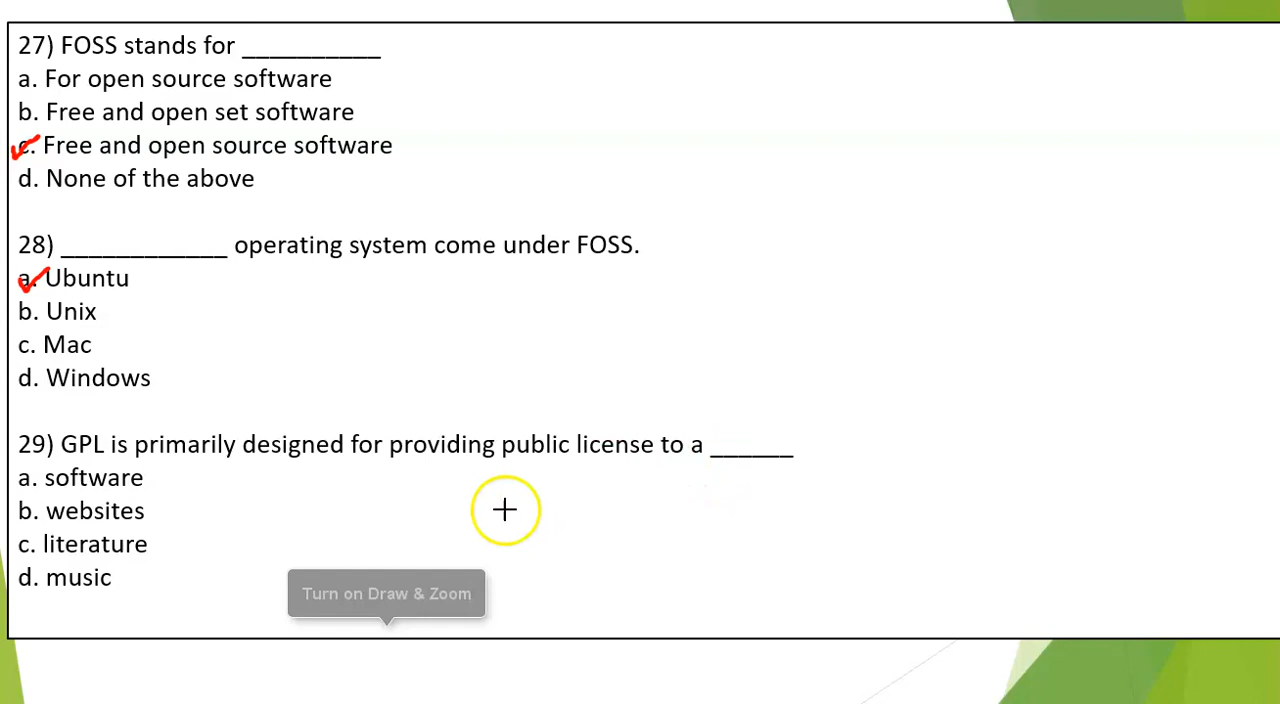 27) FOSS stands for __________
a. For open source software
b. Free and open set software
c. Free and open source software
d. None of the above
28) ____________ operating system come under FOSS.
a. Ubuntu
b. Unix
c. Mac
d. Windows
29) GPL is primarily designed for providing public license to a ______
a. software
b. websites
c. literature
d. music
Turn on Draw & Zoom